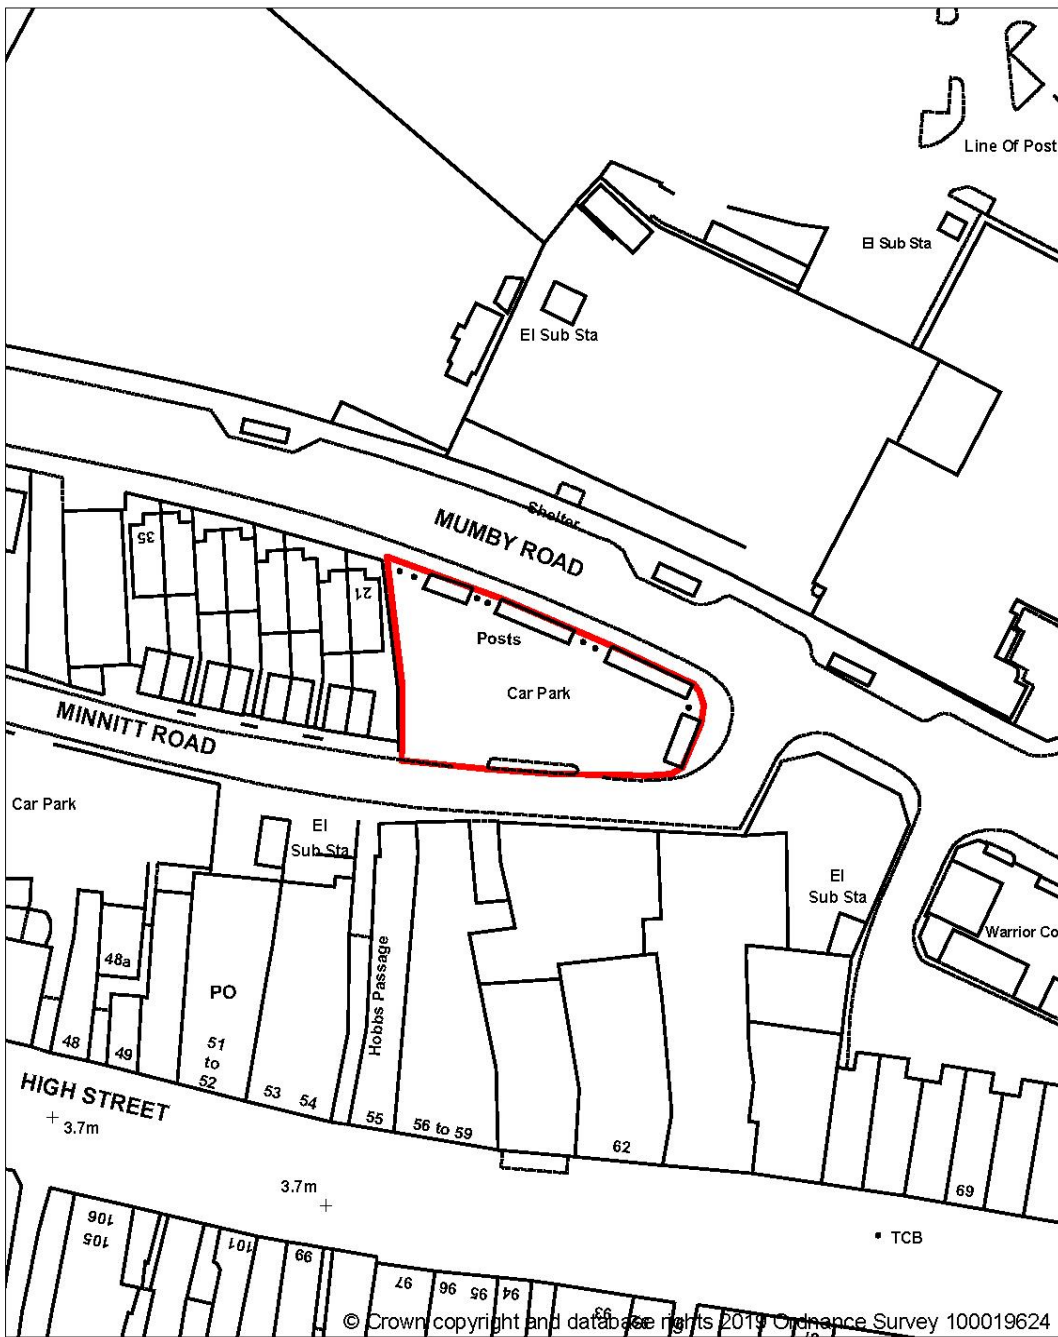 Line Of Post
El Sub Sta
El Sub Sta
Shelter
MUMBY ROAD
35
21
Posts
Car Park
MINNITT ROAD
Car Park
El
Sub Sta
El
Sub Sta
Warrior Co
Hobbs Passage
48a
PO
51
to
52
48
49
53
54
55
56 to 59
62
69
HIGH STREET
3.7m
3.7m
TCB
106
105
101
99
97
96
95
94
93
© Crown copyright and database rights 2019 Ordnance Survey 100019624